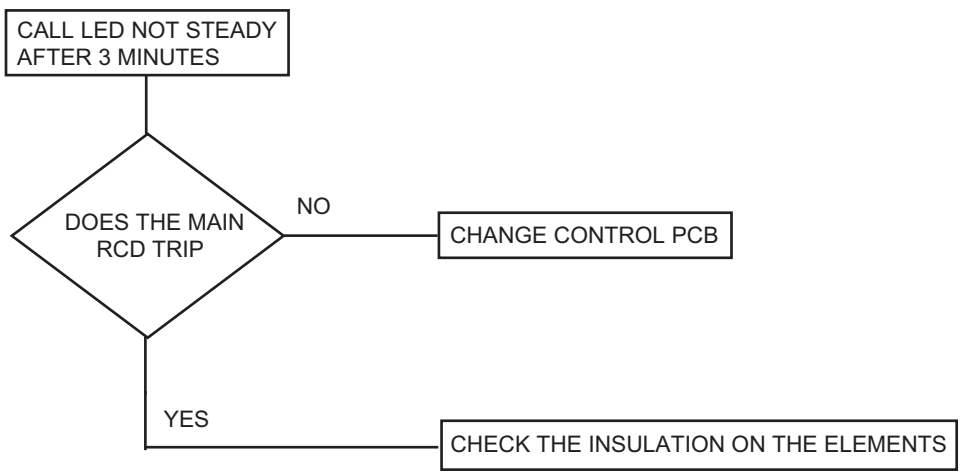 CALL LED NOT STEADY
AFTER 3 MINUTES
DOES THE MAIN
RCD TRIP
NO
CHANGE CONTROL PCB
YES
CHECK THE INSULATION ON THE ELEMENTS